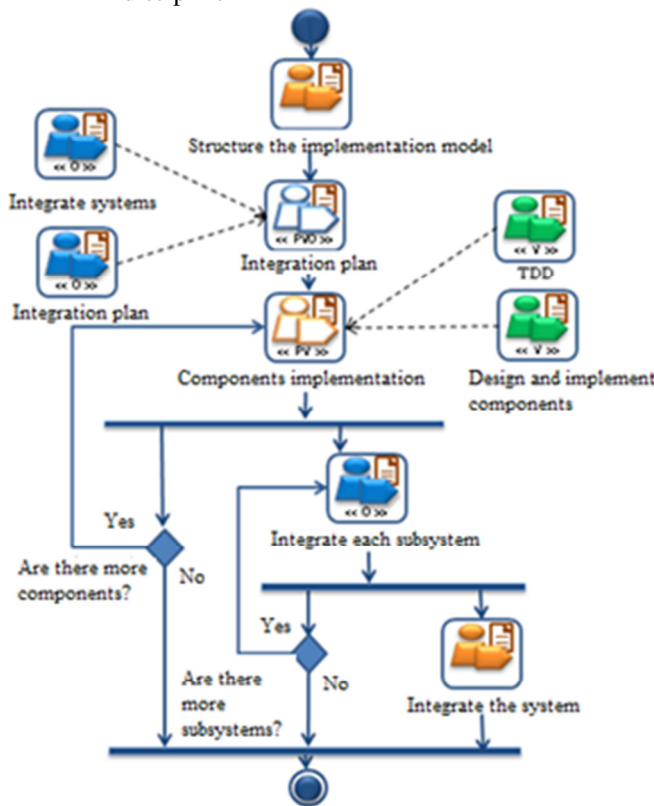 Structure the implementation model
<< O >>
Integrate systems
<< PVO >>
Integration plan
<< V >>
TDD
<< O >>
Integration plan
<< PV >>
Components implementation
<< V >>
Design and implement
components
<< O >>
Integrate each subsystem
Yes
Are there more
components?
No
Yes
Are there
more
subsystems?
No
Integrate the system